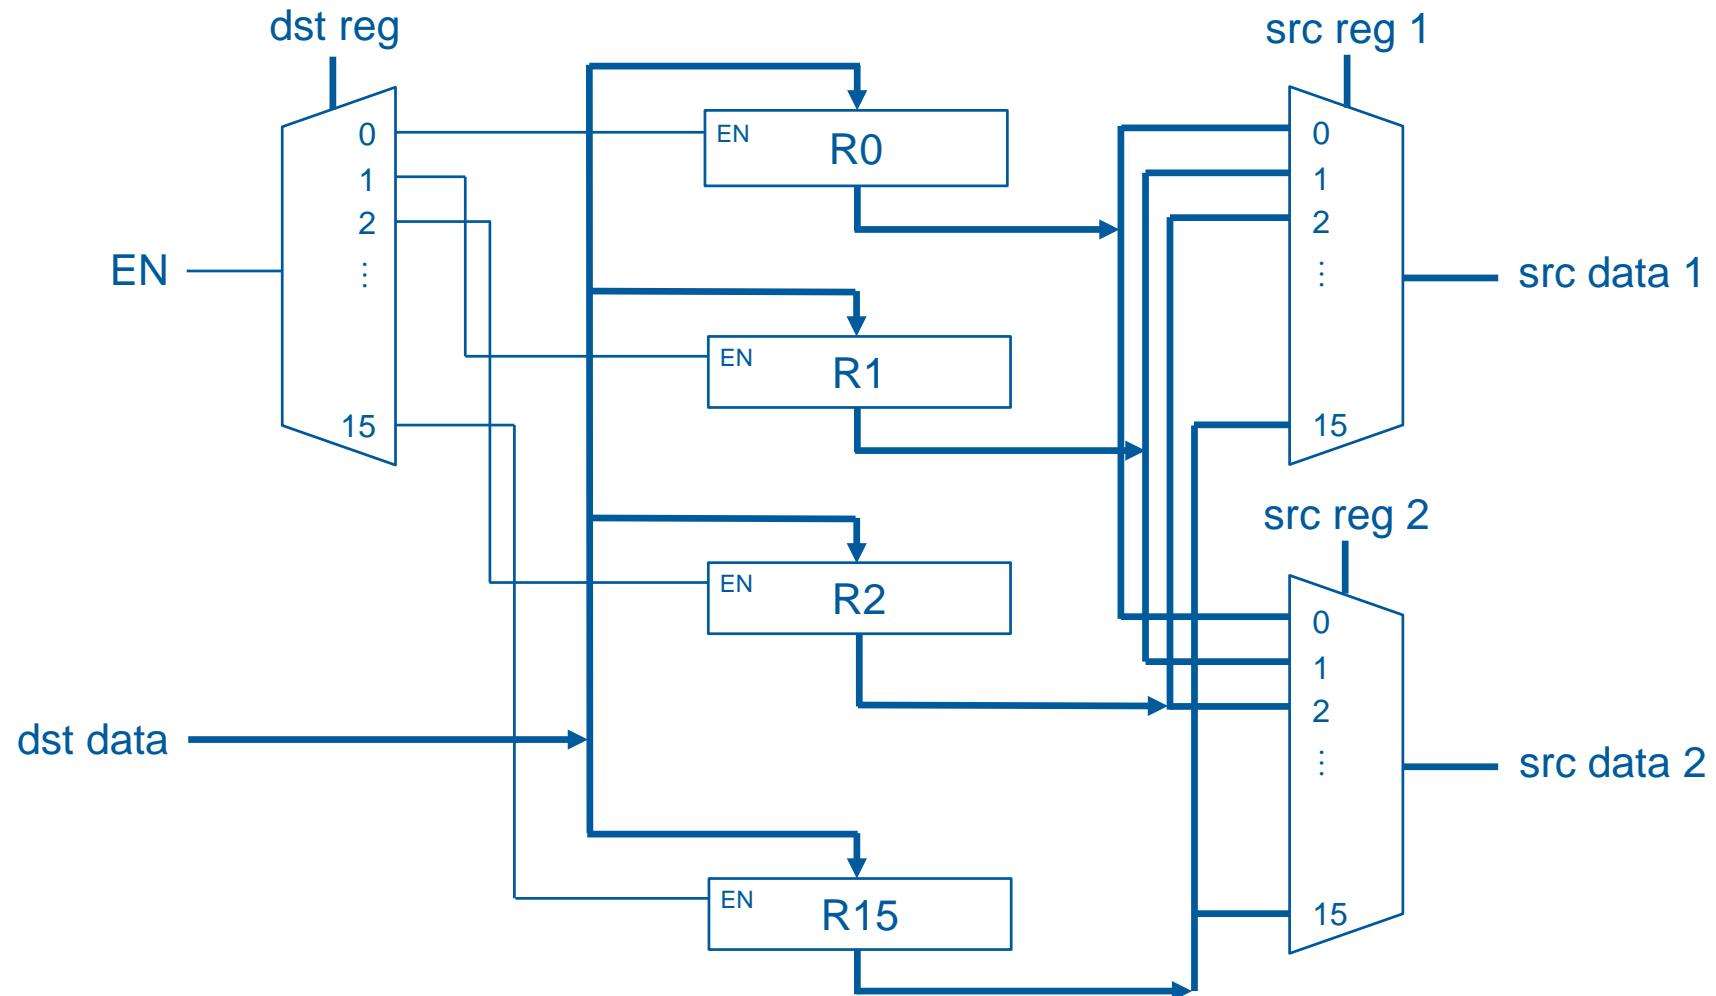 dst reg
0
1
2
⋮
15
EN
dst data
EN
R0
EN
R1
EN
R2
EN
R15
src reg 1
0
1
2
⋮
15
src data 1
src reg 2
0
1
2
⋮
15
src data 2